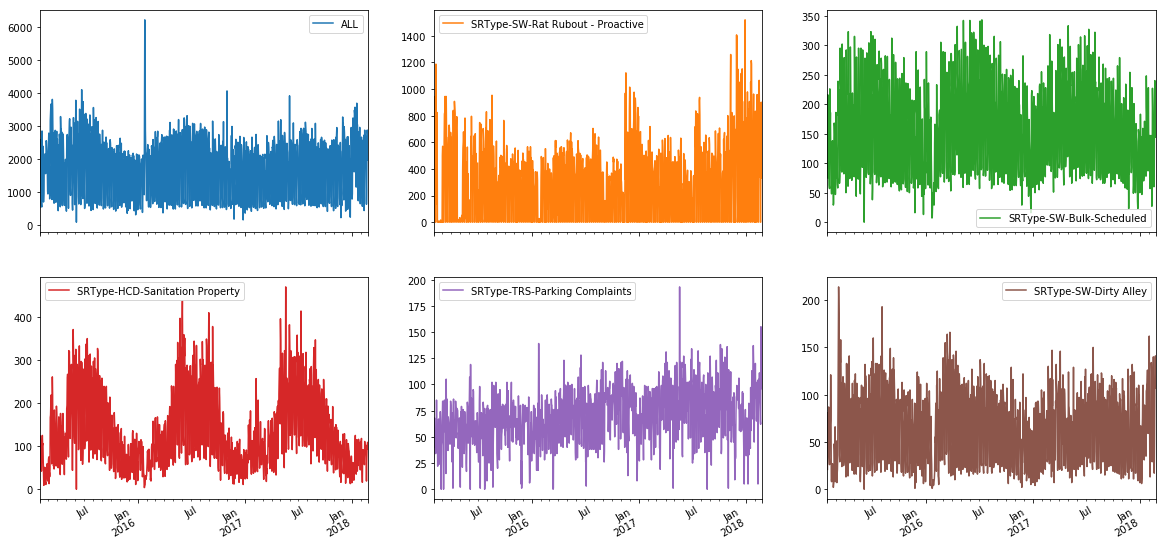 ALL
6000
5000
4000
3000
2000
1000
0
SRType-SW-Rat Rubout - Proactive
1400
1200
1000
800
600
400
200
0
350
300
250
200
150
100
50
0
SRType-SW-Bulk-Scheduled
SRType-HCD-Sanitation Property
400
300
200
100
0
Jul
Jan
2016
Jul
Jan
2017
Jul
Jan
2018
SRType-TRS-Parking Complaints
200
175
150
125
100
75
50
25
0
Jul
Jan
2016
Jul
Jan
2017
Jul
Jan
2018
SRType-SW-Dirty Alley
200
150
100
50
0
Jul
Jan
2016
Jul
Jan
2017
Jul
Jan
2018